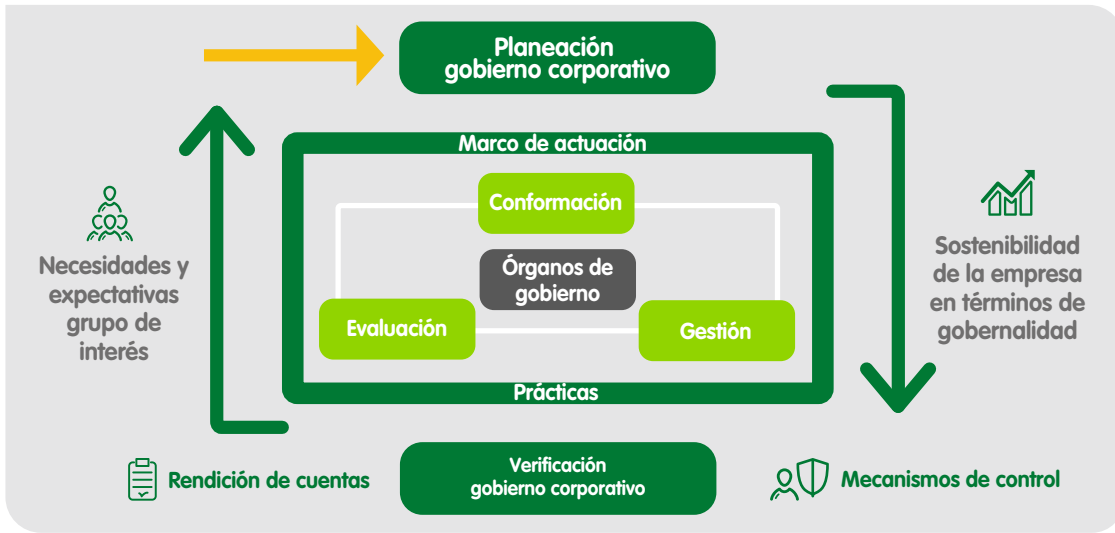 Planeación
gobierno corporativo
Marco de actuación
Conformación
Órganos de
gobierno
Evaluación
Gestión
Prácticas
Necesidades y
expectativas
grupo de
interés
Sostenibilidad
de la empresa
en términos de
gobernalidad
Rendición de cuentas
Verificación
gobierno corporativo
Mecanismos de control